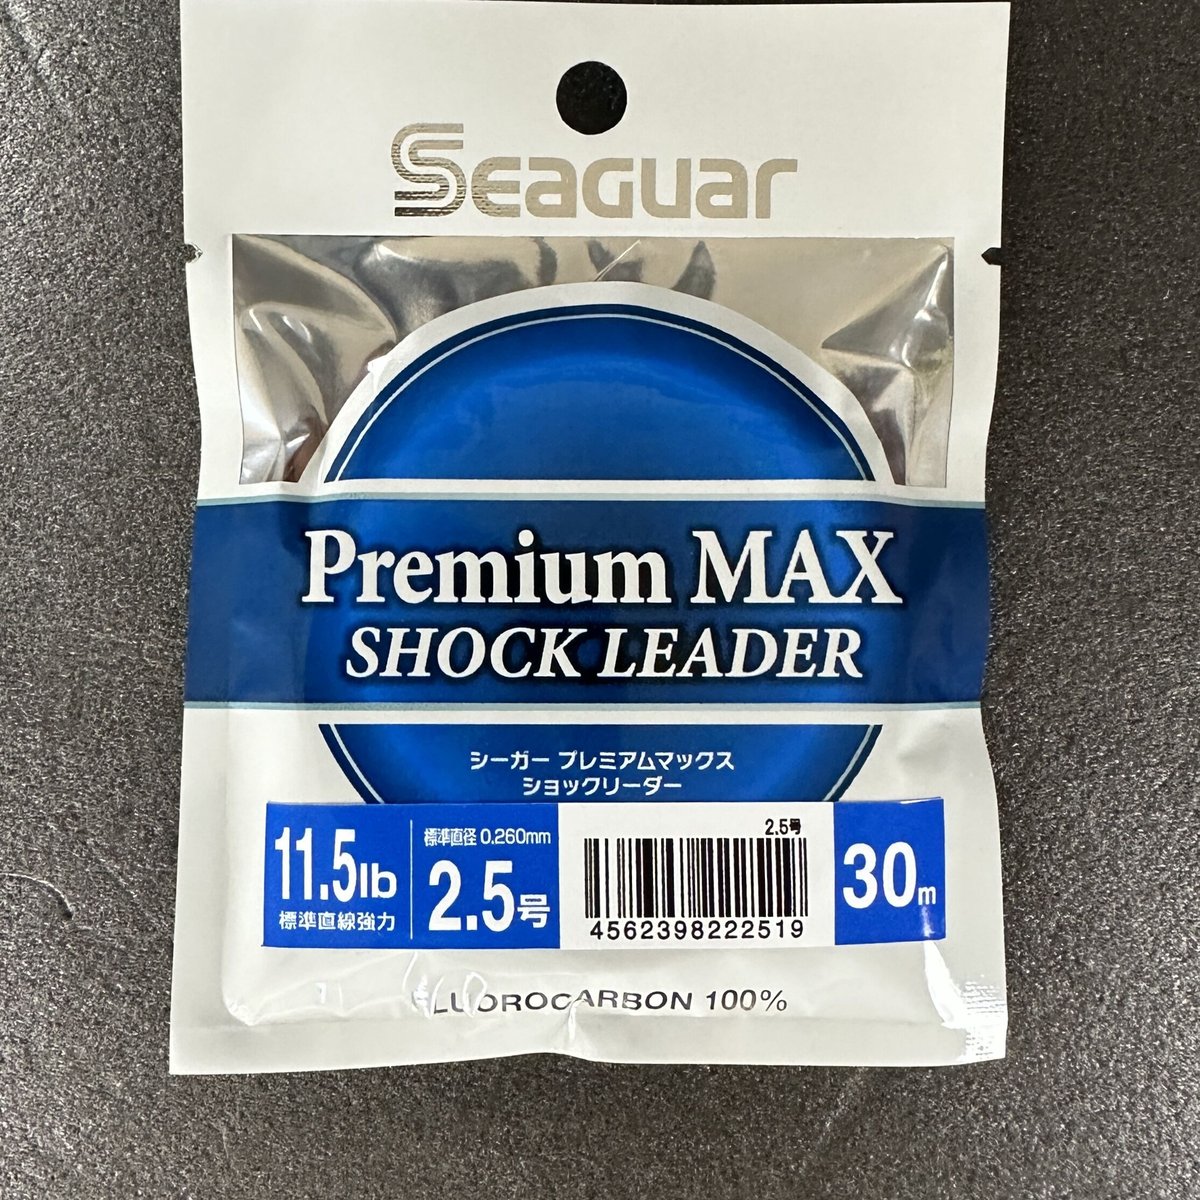 SEAGUAR
Premium MAX
SHOCK LEADER
シーガー プレミアムマックス
ショックリーダー
11.5lb
標準直線強力
標準直径 0.260mm
2.5号
2.5号
4562398222519
30m
FLUOROCARBON 100%